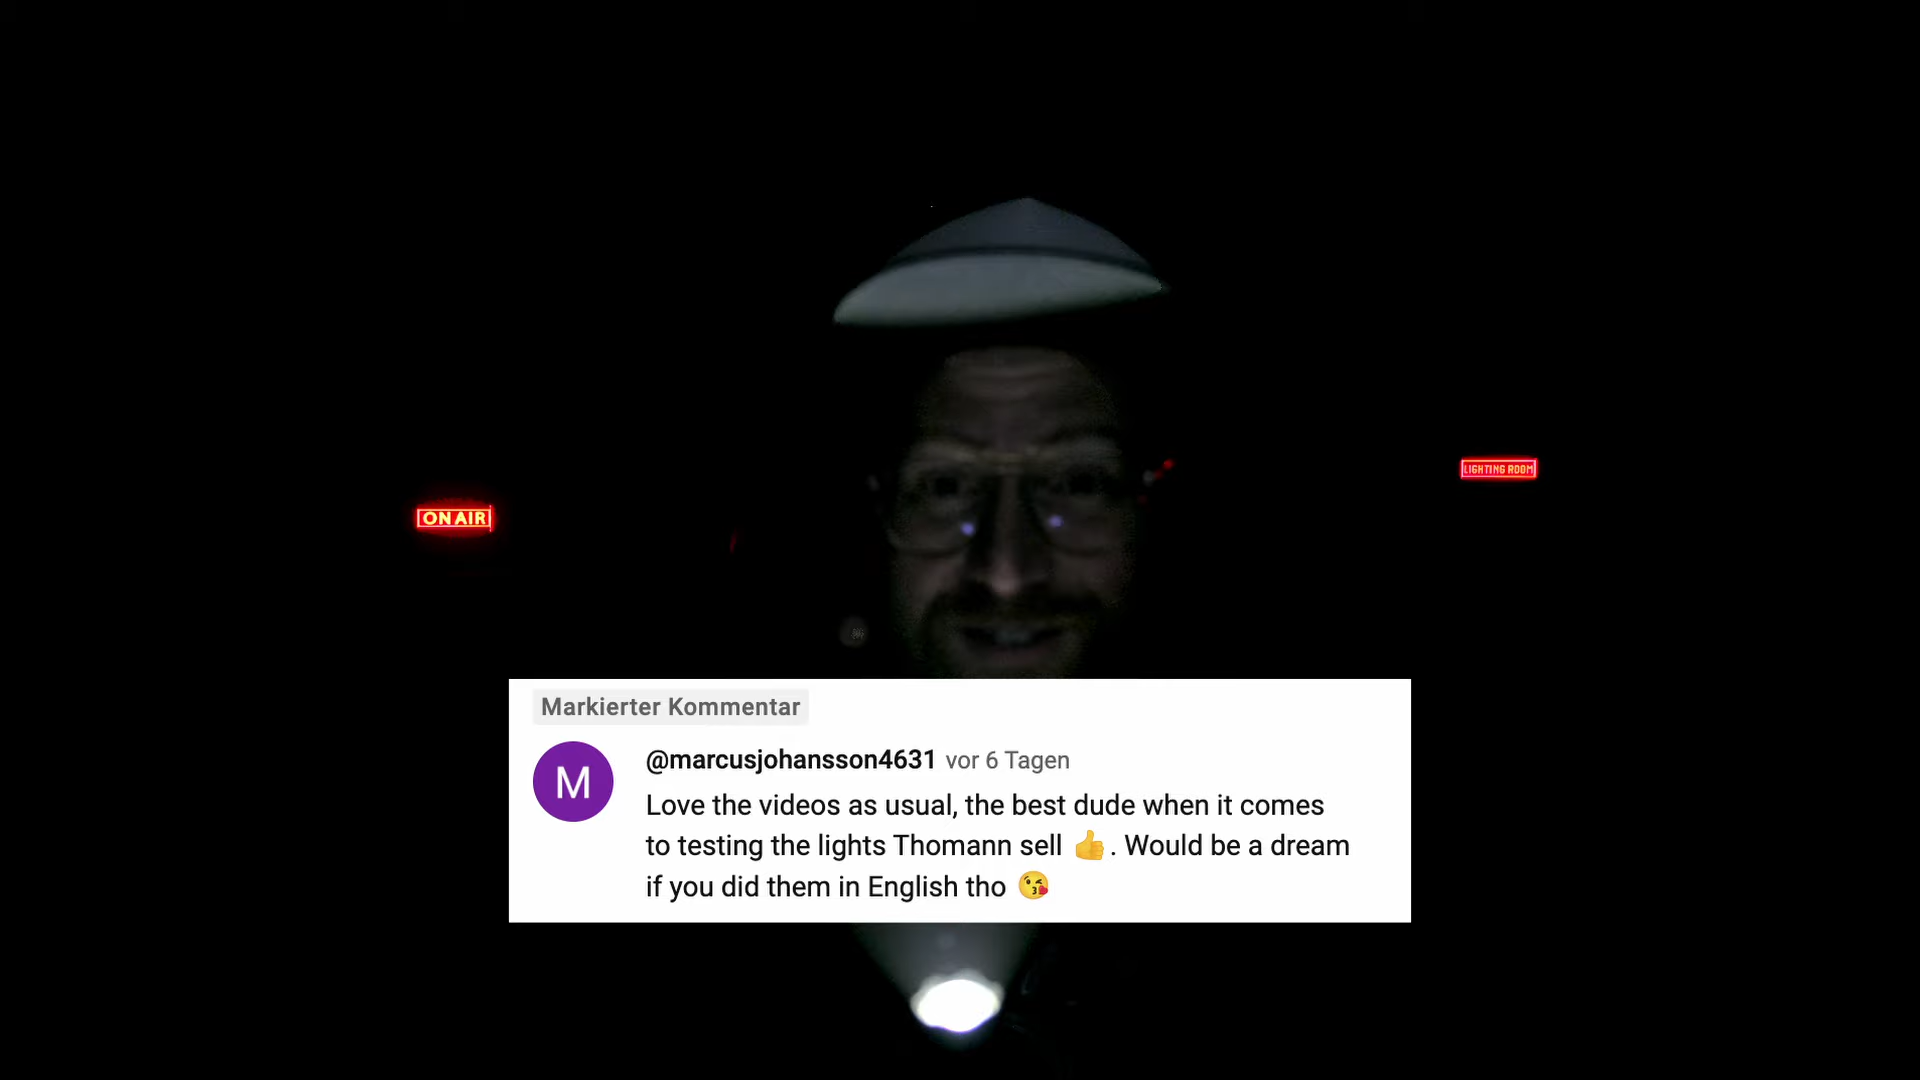 LIGHTING ROOM
ON AIR
Markierter Kommentar
M
@marcusjohansson4631 vor 6 Tagen
Love the videos as usual, the best dude when it comes
to testing the lights Thomann sell 👍. Would be a dream
if you did them in English tho 😘